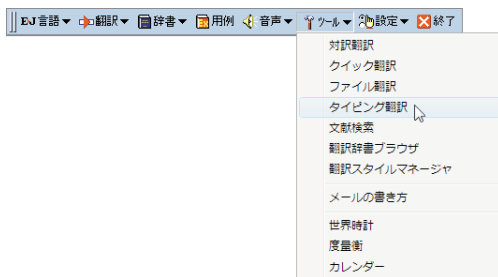 EJ 言語▼ 翻訳▼ 辞書▼ 用例 音声▼ ツール▼ 設定▼ 終了
対訳翻訳
クイック翻訳
ファイル翻訳
タイピング翻訳
文献検索
翻訳辞書ブラウザ
翻訳スタイルマネージャ
メールの書き方
世界時計
度量衡
カレンダー